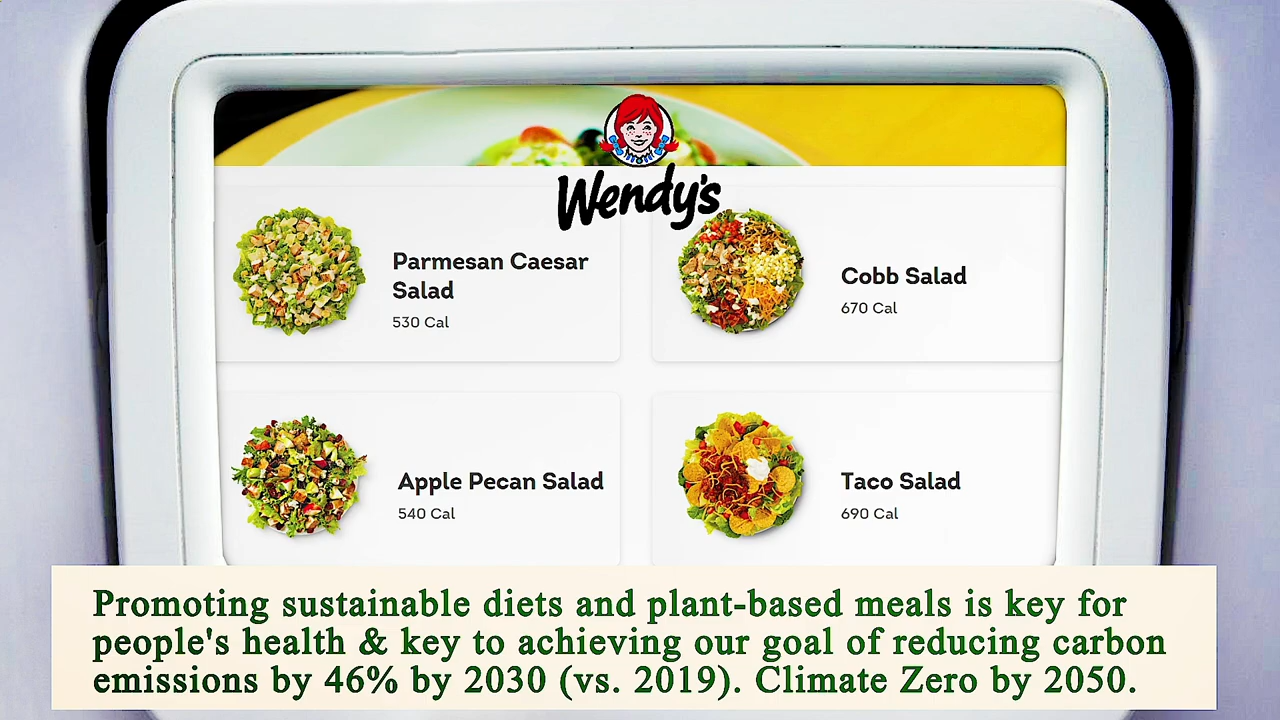 Wendy's
Parmesan Caesar
Salad
530 Cal
Cobb Salad
670 Cal
Apple Pecan Salad
540 Cal
Taco Salad
690 Cal
Promoting sustainable diets and plant-based meals is key for
people's health & key to achieving our goal of reducing carbon
emissions by 46% by 2030 (vs. 2019). Climate Zero by 2050.